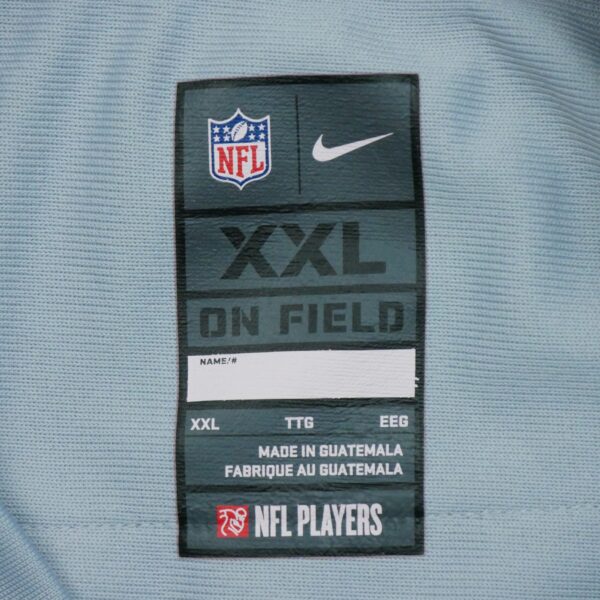 NFL
XXL
ON FIELD
NAME/#
XXL TTG EEG
MADE IN GUATEMALA
FABRIQUE AU GUATEMALA
NFL PLAYERS